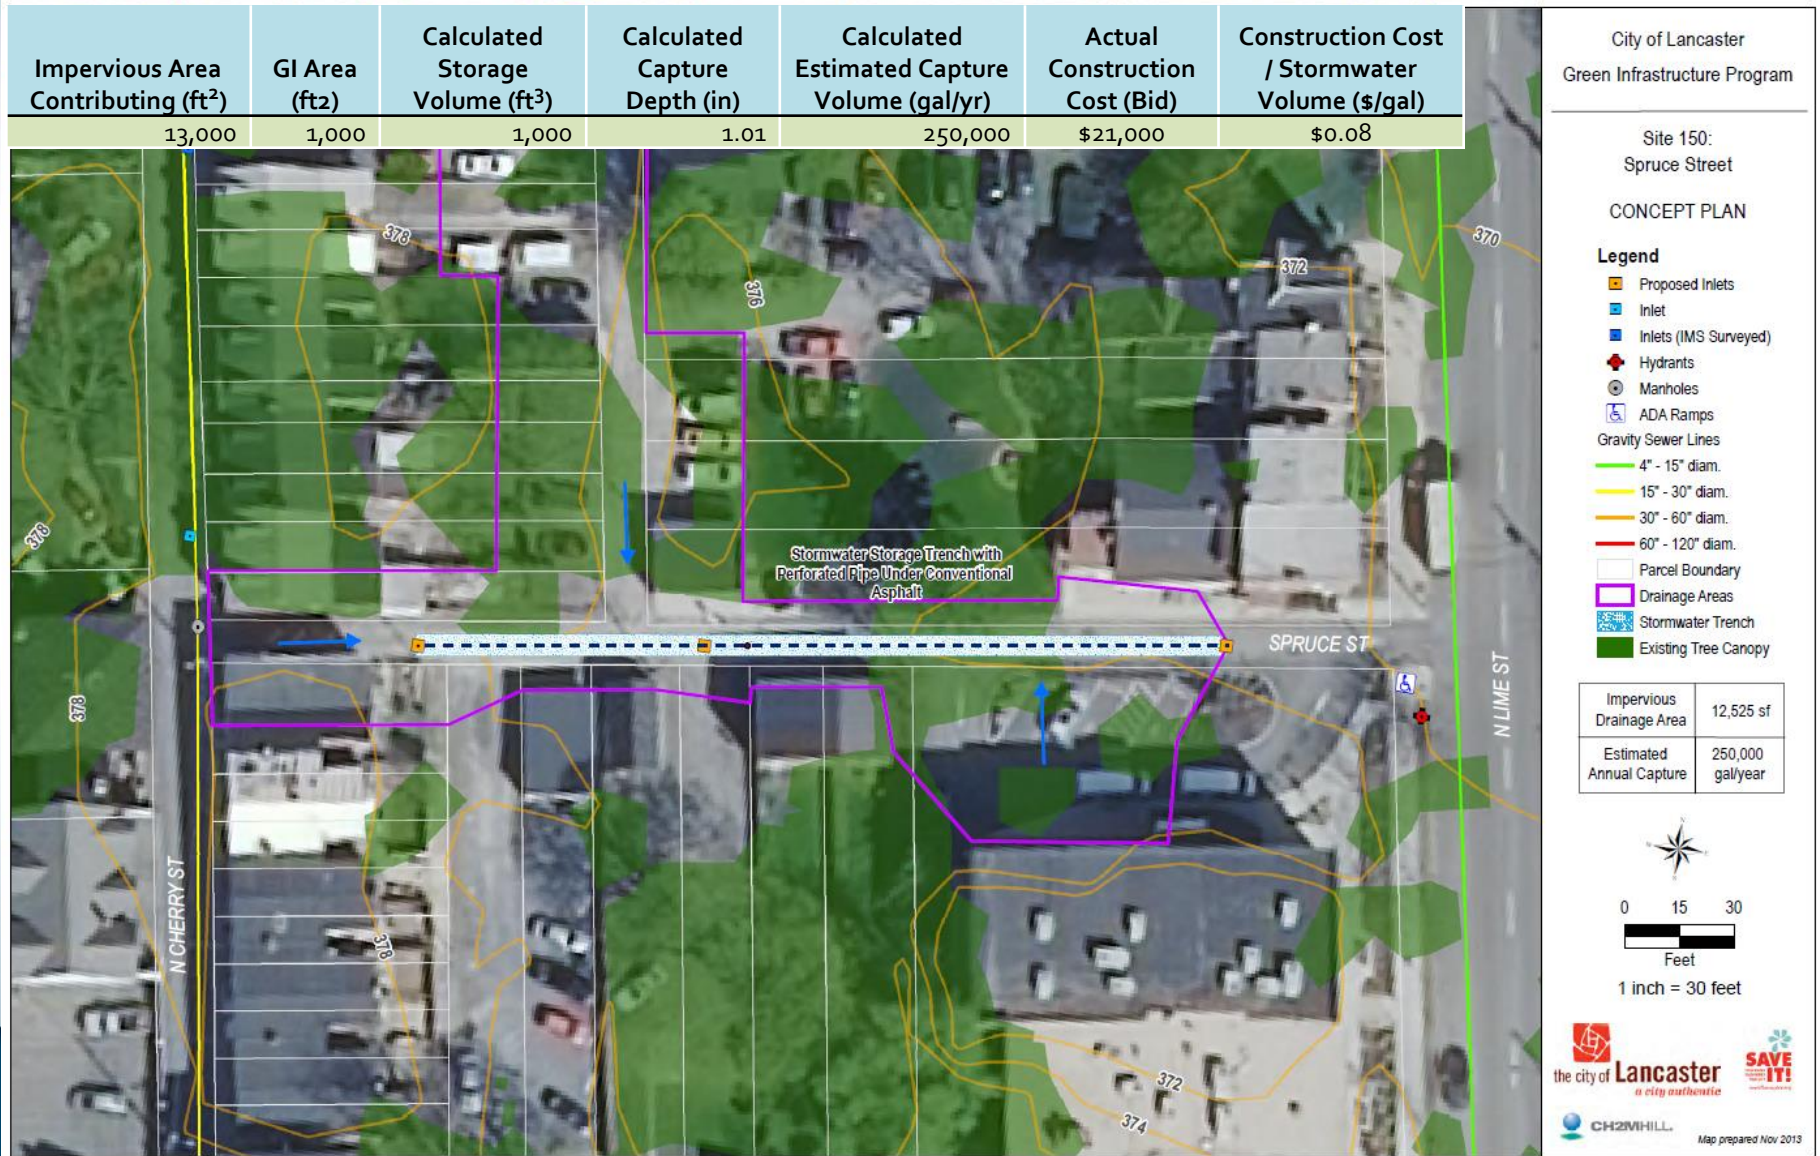 Impervious Area
Contributing (ft²)
GI Area
(ft2)
Calculated
Storage
Volume (ft³)
Calculated
Capture
Depth (in)
Calculated
Estimated Capture
Volume (gal/yr)
Actual
Construction
Cost (Bid)
Construction Cost
/ Stormwater
Volume ($/gal)
13,000
1,000
1,000
1.01
250,000
$21,000
$0.08
378
376
372
370
378
378
378
372
374
Stormwater Storage Trench with
Perforated Pipe Under Conventional
Asphalt
SPRUCE ST
N LIME ST
N CHERRY ST
City of Lancaster
Green Infrastructure Program
Site 150:
Spruce Street
CONCEPT PLAN
Legend
Proposed Inlets
Inlet
Inlets (IMS Surveyed)
Hydrants
Manholes
ADA Ramps
Gravity Sewer Lines
4" - 15" diam.
15" - 30" diam.
30" - 60" diam.
60" - 120" diam.
Parcel Boundary
Drainage Areas
Stormwater Trench
Existing Tree Canopy
Impervious
Drainage Area
12,525 sf
Estimated
Annual Capture
250,000
gal/year
0 15 30
Feet
1 inch = 30 feet
the city of Lancaster
a city authentic
SAVE
IT!
CH2MHILL.
Map prepared Nov 2013